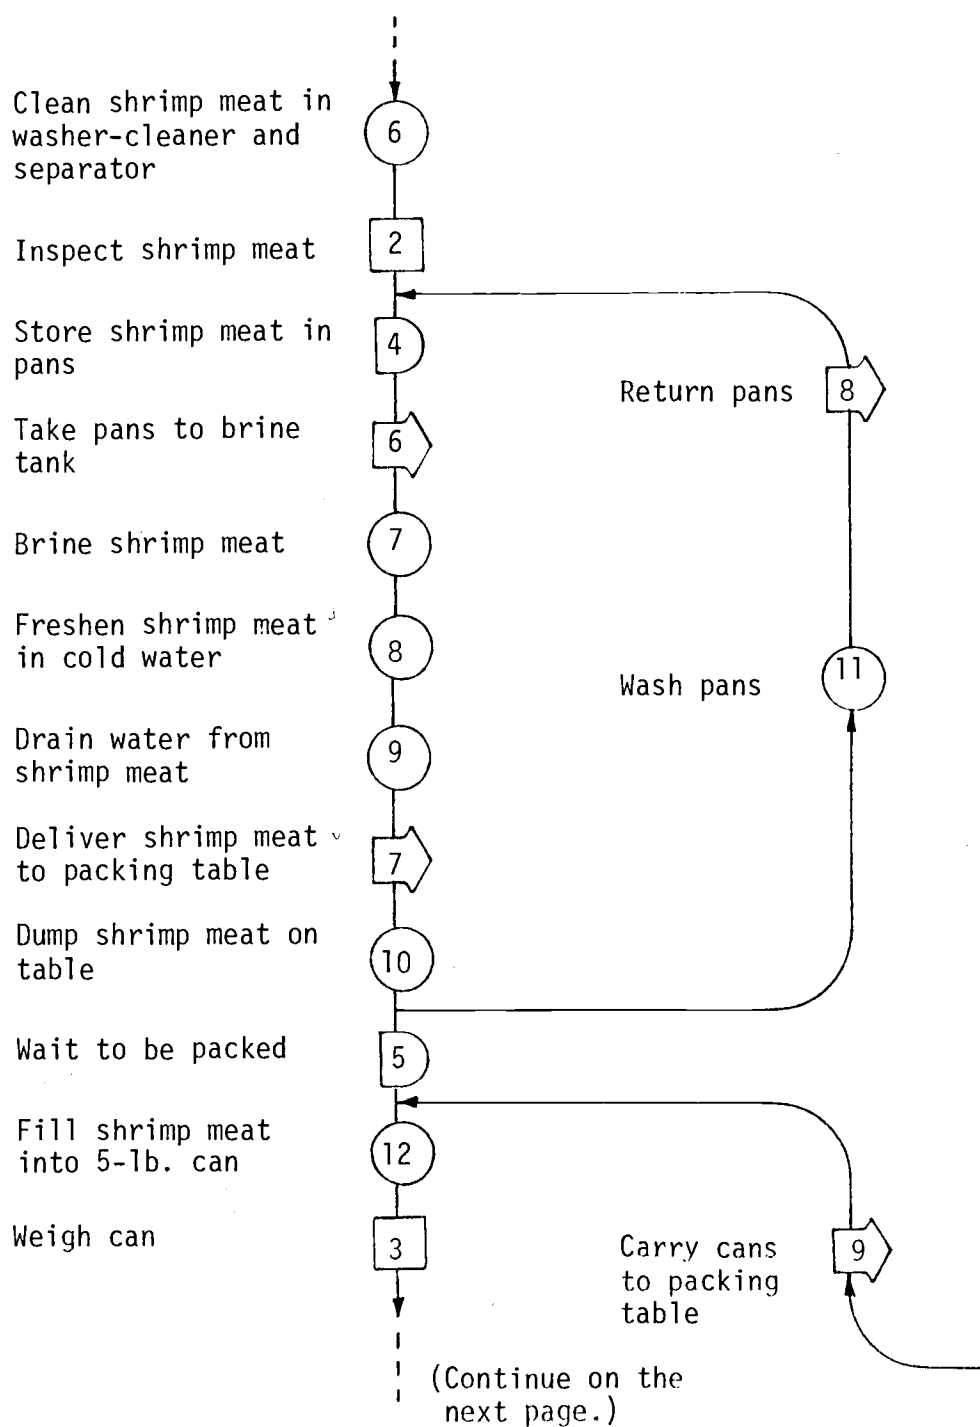 Clean shrimp meat in
washer-cleaner and
separator
6
Inspect shrimp meat
2
Store shrimp meat in
pans
4
Return pans
8
Take pans to brine
tank
6
Brine shrimp meat
7
Freshen shrimp meat
in cold water
8
Wash pans
11
Drain water from
shrimp meat
9
Deliver shrimp meat
to packing table
7
Dump shrimp meat on
table
10
Wait to be packed
5
Fill shrimp meat
into 5-lb. can
12
Weigh can
3
Carry cans
to packing
table
9
(Continue on the
next page.)